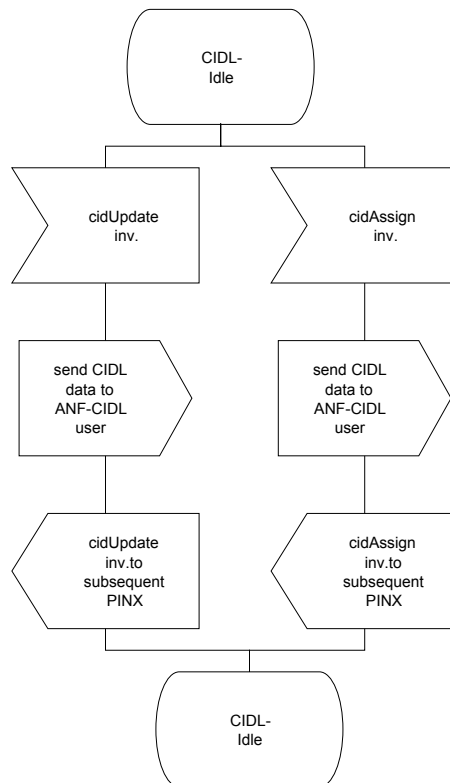 CIDL-
Idle
cidUpdate
inv.
cidAssign
inv.
send CIDL
data to
ANF-CIDL
user
send CIDL
data to
ANF-CIDL
user
cidUpdate
inv.to
subsequent
PINX
cidAssign
inv.to
subsequent
PINX
CIDL-
Idle